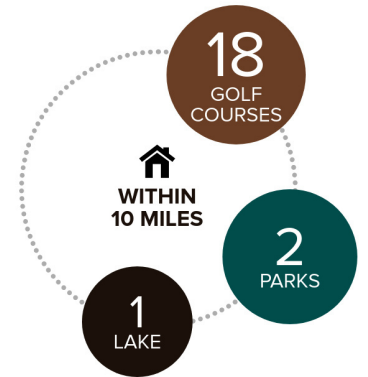 18
GOLF
COURSES
WITHIN
10 MILES
2
PARKS
1
LAKE